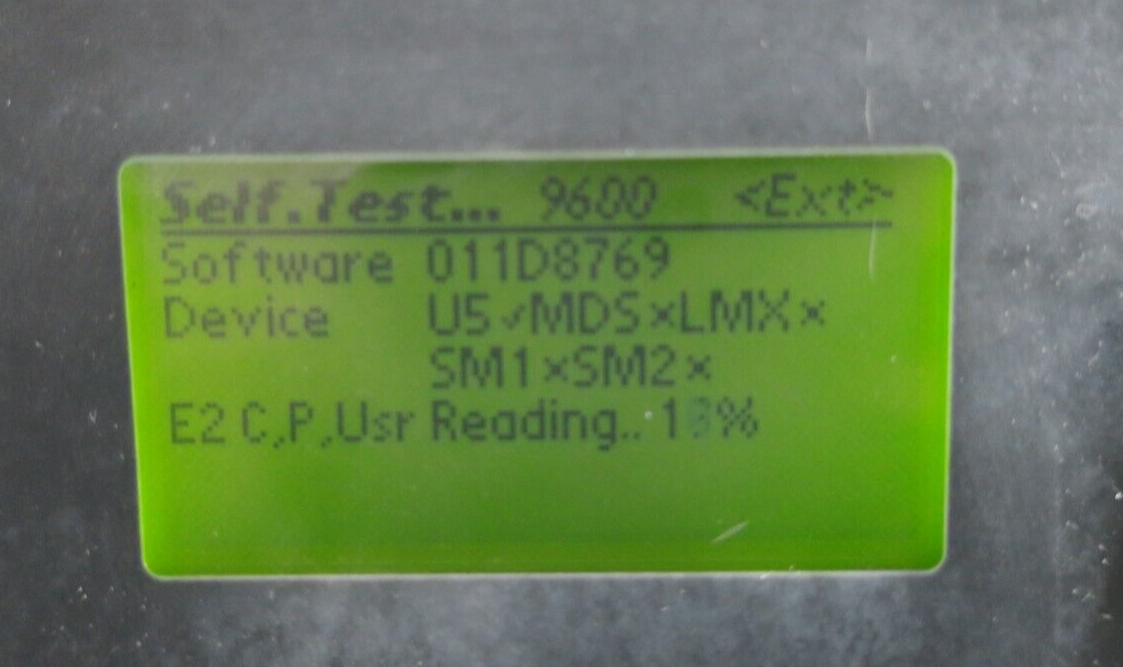 Self.Test... 9600 <Ext>
Software 011D8769
Device U5✓MDS×LMX×
SM1×SM2×
E2 C,P,Usr Reading..